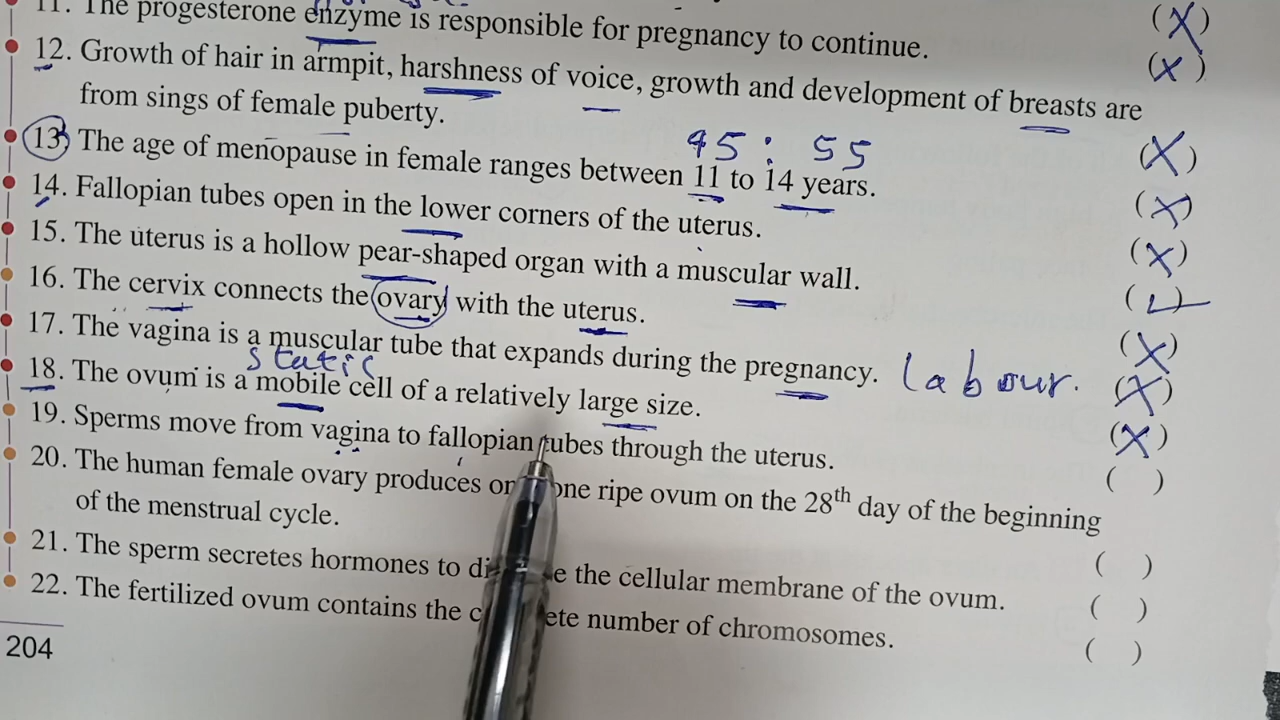 11. The progesterone enzyme is responsible for pregnancy to continue. (X)
12. Growth of hair in armpit, harshness of voice, growth and development of breasts are (X)
from sings of female puberty.
45 : 55
13. The age of menopause in female ranges between 11 to 14 years. (X)
14. Fallopian tubes open in the lower corners of the uterus. (X)
15. The uterus is a hollow pear-shaped organ with a muscular wall. (X)
16. The cervix connects the ovary with the uterus. (✓)
17. The vagina is a muscular tube that expands during the pregnancy. labour. (X)
static
18. The ovum is a mobile cell of a relatively large size. (X)
19. Sperms move from vagina to fallopian tubes through the uterus. (X)
20. The human female ovary produces one ripe ovum on the 28th day of the beginning ( )
of the menstrual cycle.
21. The sperm secretes hormones to the cellular membrane of the ovum. ( )
22. The fertilized ovum contains the number of chromosomes. ( )
( )
204